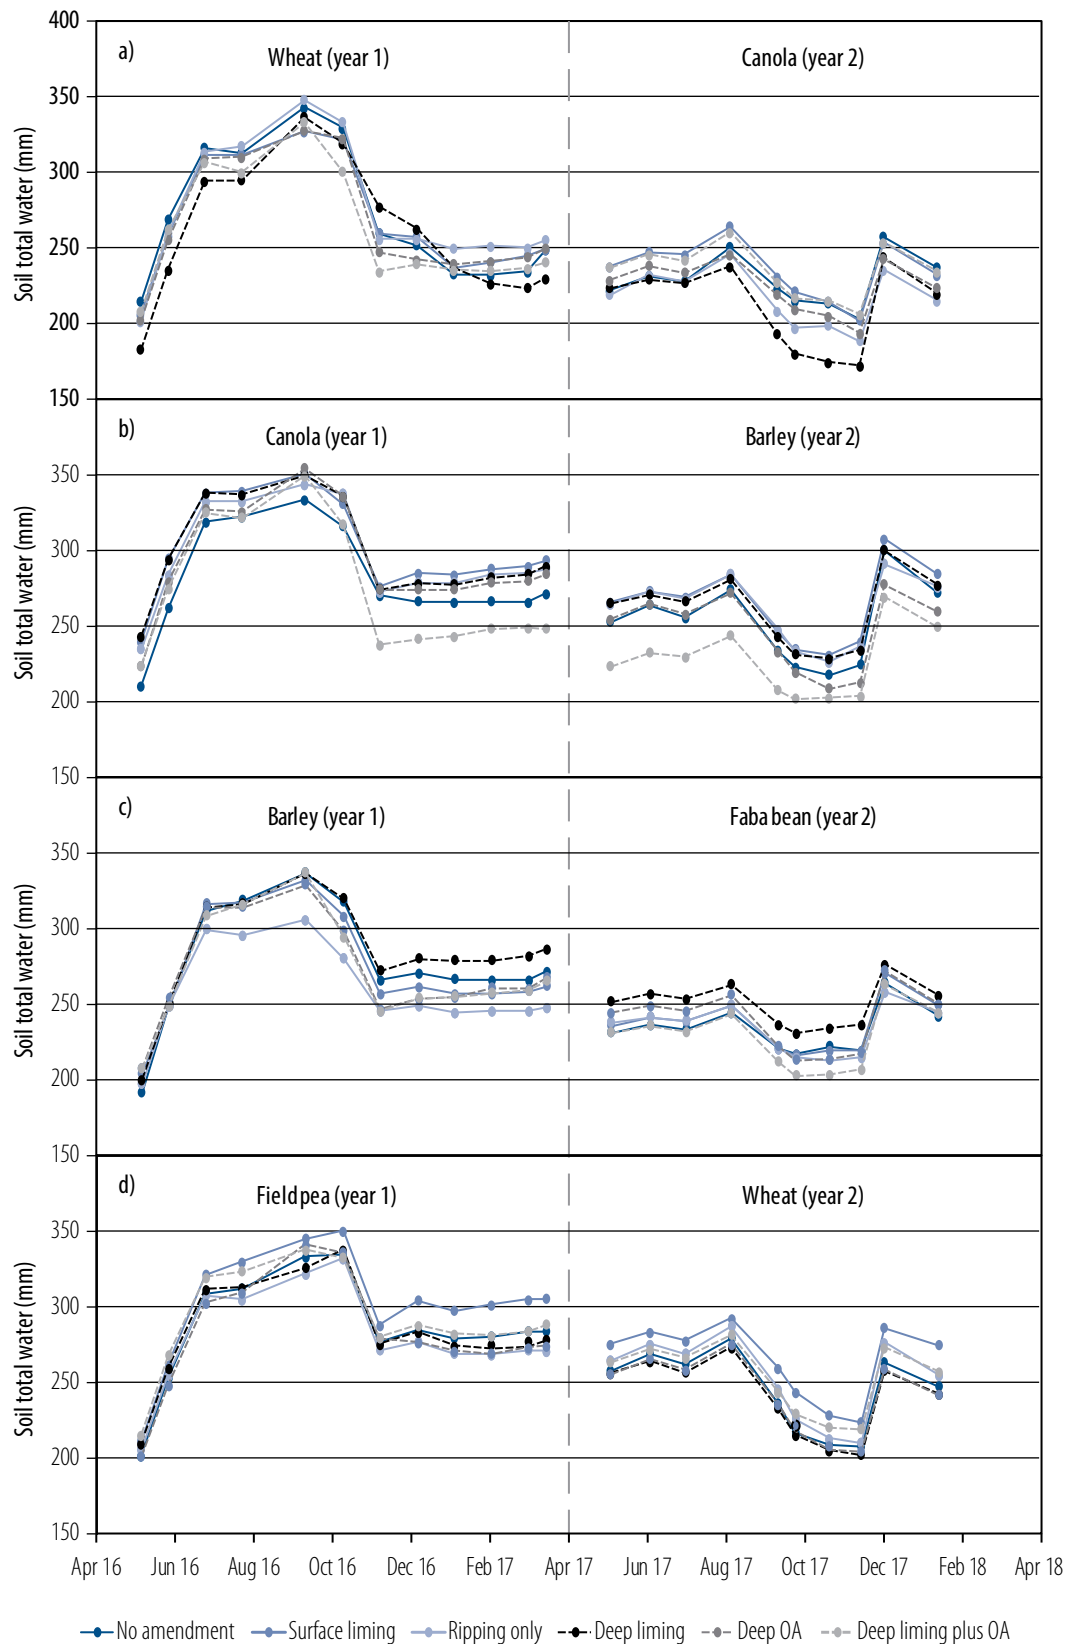 400
a)
Wheat (year 1)
Canola (year 2)
350
300
250
200
150
Soil total water (mm)
b)
Canola (year 1)
Barley (year 2)
350
300
250
200
150
Soil total water (mm)
c)
Barley (year 1)
Faba bean (year 2)
350
300
250
200
150
Soil total water (mm)
d)
Field pea (year 1)
Wheat (year 2)
350
300
250
200
150
Soil total water (mm)
Apr 16 Jun 16 Aug 16 Oct 16 Dec 16 Feb 17 Apr 17 Jun 17 Aug 17 Oct 17 Dec 17 Feb 18 Apr 18
No amendment Surface liming Ripping only Deep liming Deep OA Deep liming plus OA